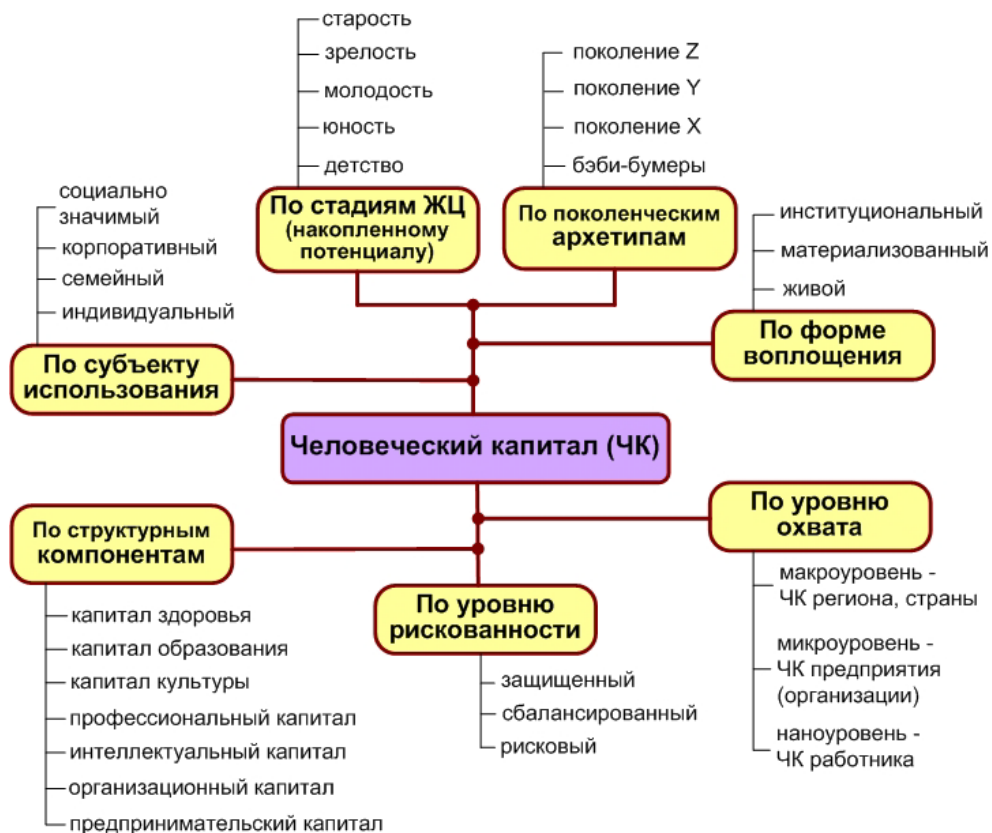 старость
зрелость
молодость
юность
детство
По стадиям ЖЦ
(накопленному
потенциалу)
поколение Z
поколение Y
поколение X
бэби-бумеры
По поколенческим
архетипам
социально
значимый
корпоративный
семейный
индивидуальный
По субъекту
использования
институциональный
материализованный
живой
По форме
воплощения
Человеческий капитал (ЧК)
По структурным
компонентам
капитал здоровья
капитал образования
капитал культуры
профессиональный капитал
интеллектуальный капитал
организационный капитал
предпринимательский капитал
По уровню
рискованности
защищенный
сбалансированный
рисковый
По уровню
охвата
макроуровень -
ЧК региона, страны
микроуровень -
ЧК предприятия
(организации)
наноуровень -
ЧК работника